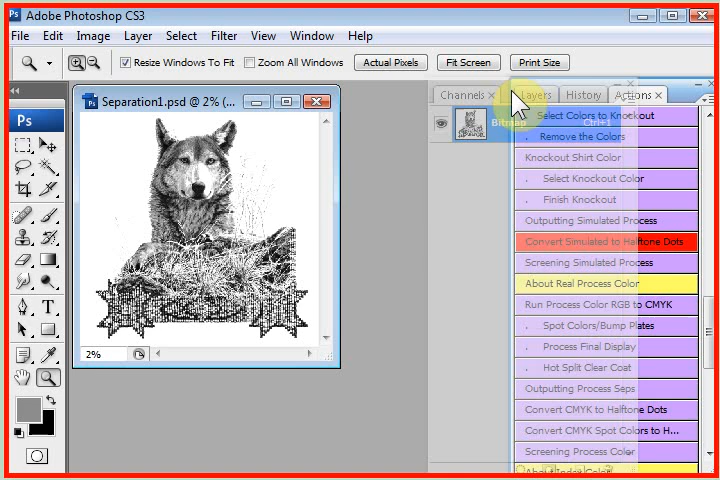 Adobe Photoshop CS3
File Edit Image Layer Select Filter View Window Help
Resize Windows To Fit Zoom All Windows Actual Pixels Fit Screen Print Size
Ps
Separation1.psd @ 2% (...
2%
Channels Layers History Actions
Bitmap Ctrl+1
Select Colors to Knockout
Remove the Colors
Knockout Shirt Color
Select Knockout Color
Finish Knockout
Outputting Simulated Process
Convert Simulated to Halftone Dots
Screening Simulated Process
About Real Process Color
Run Process Color RGB to CMYK
Spot Colors/Bump Plates
Process Final Display
Hot Split Clear Coat
Outputting Process Seps
Convert CMYK to Halftone Dots
Convert CMYK Spot Colors to H...
Screening Process Color
About Index Color